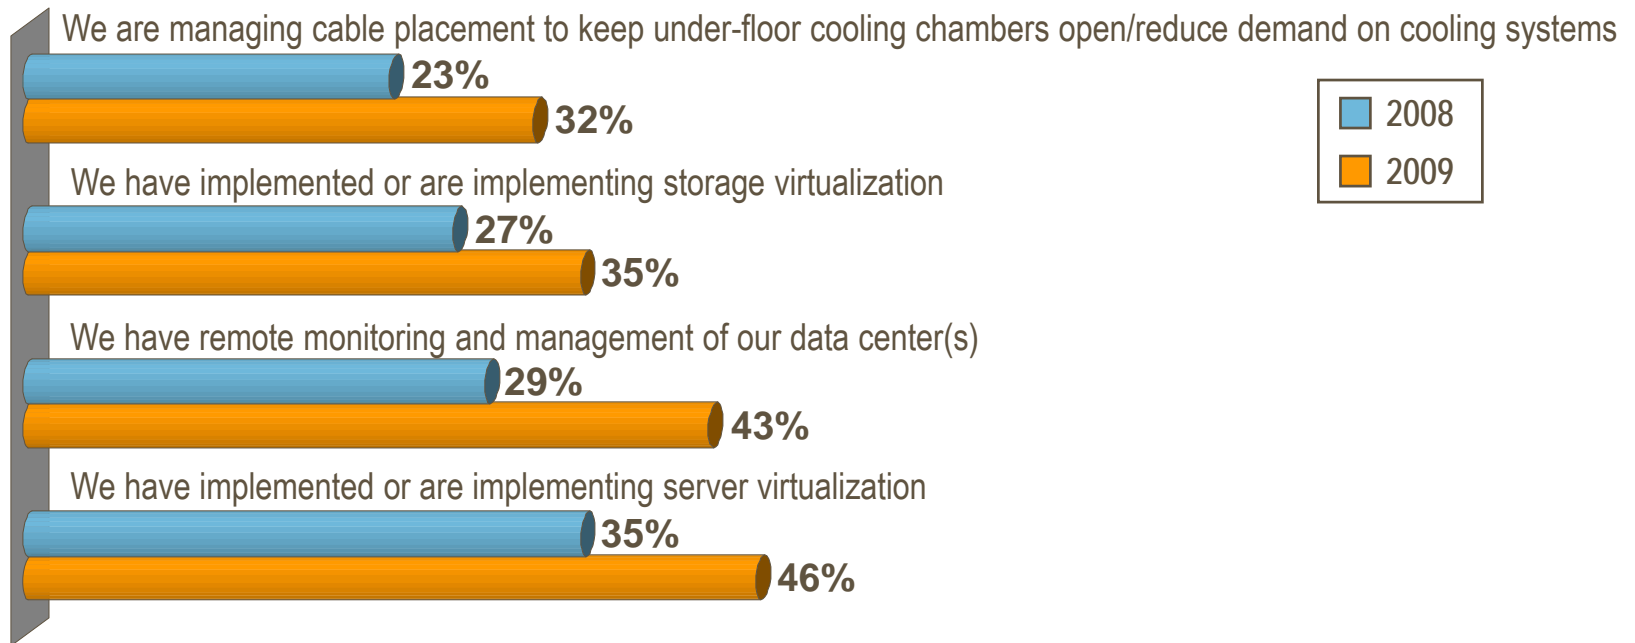 We are managing cable placement to keep under-floor cooling chambers open/reduce demand on cooling systems
23%
32%
2008
2009
We have implemented or are implementing storage virtualization
27%
35%
We have remote monitoring and management of our data center(s)
29%
43%
We have implemented or are implementing server virtualization
35%
46%